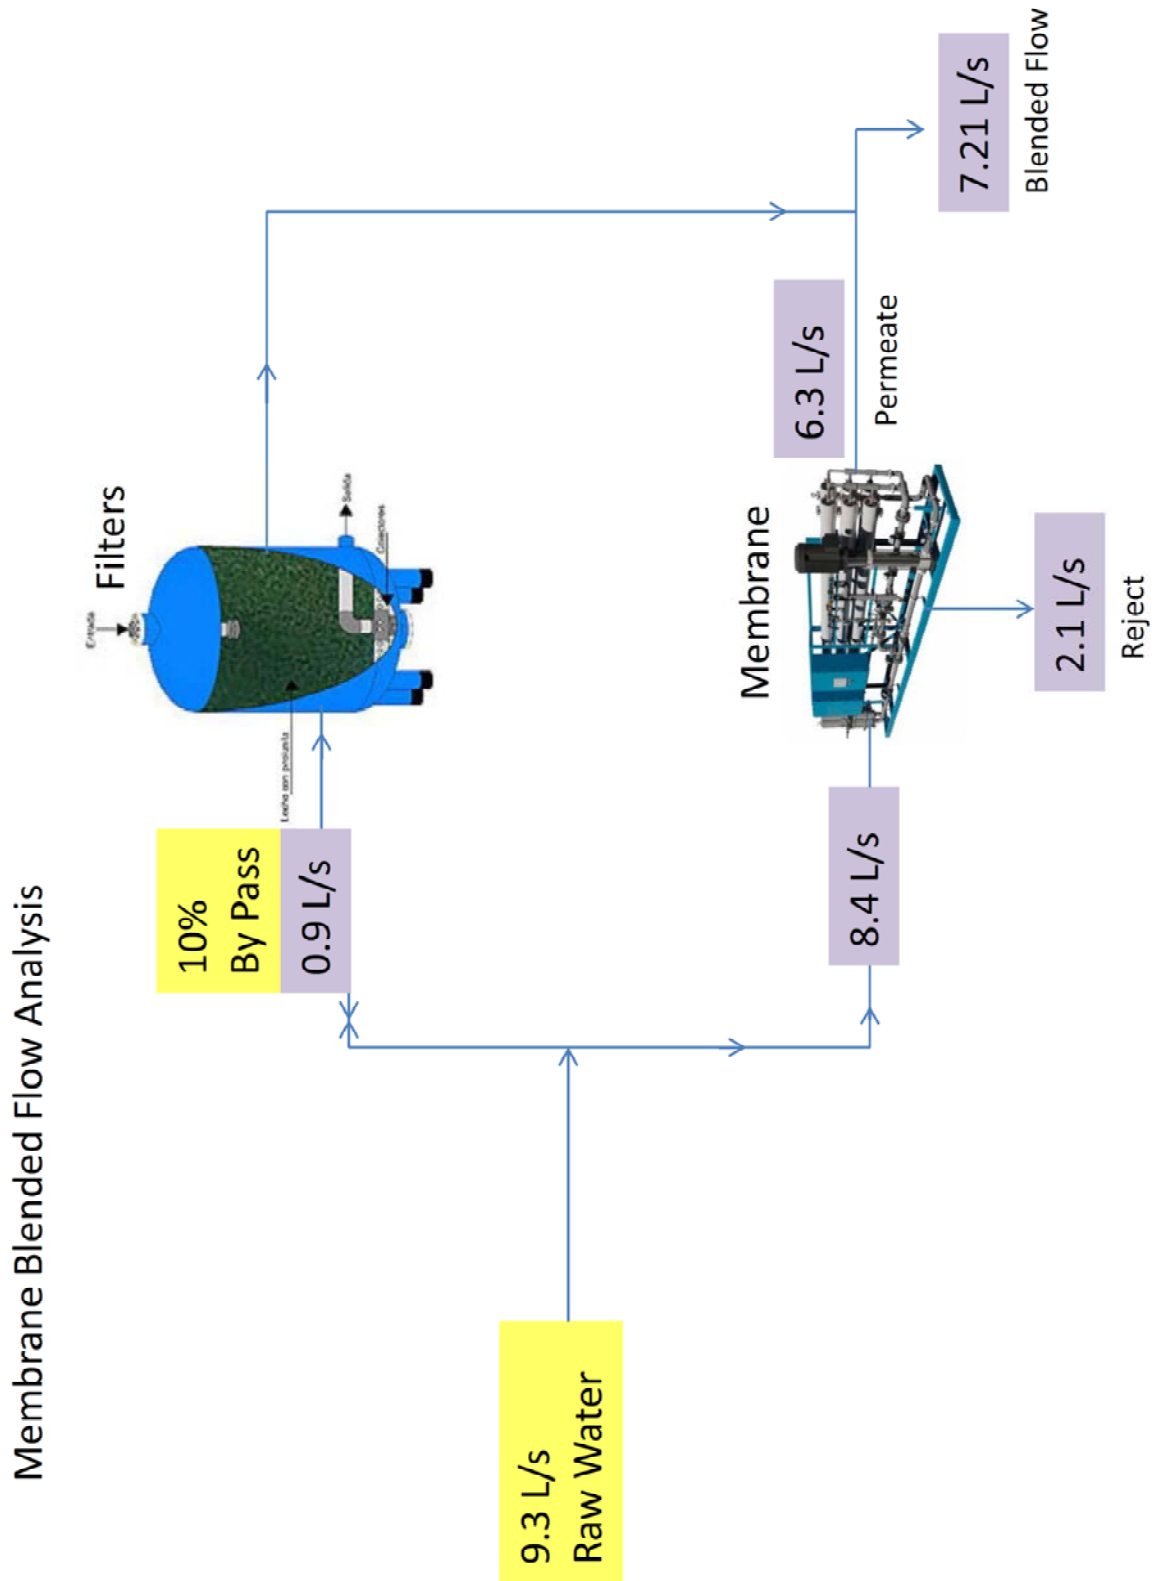 Membrane Blended Flow Analysis
10%
By Pass
0.9 L/s
Filters
Entrada
Salida
Colectores
9.3 L/s
Raw Water
8.4 L/s
Membrane
6.3 L/s
Permeate
2.1 L/s
Reject
7.21 L/s
Blended Flow